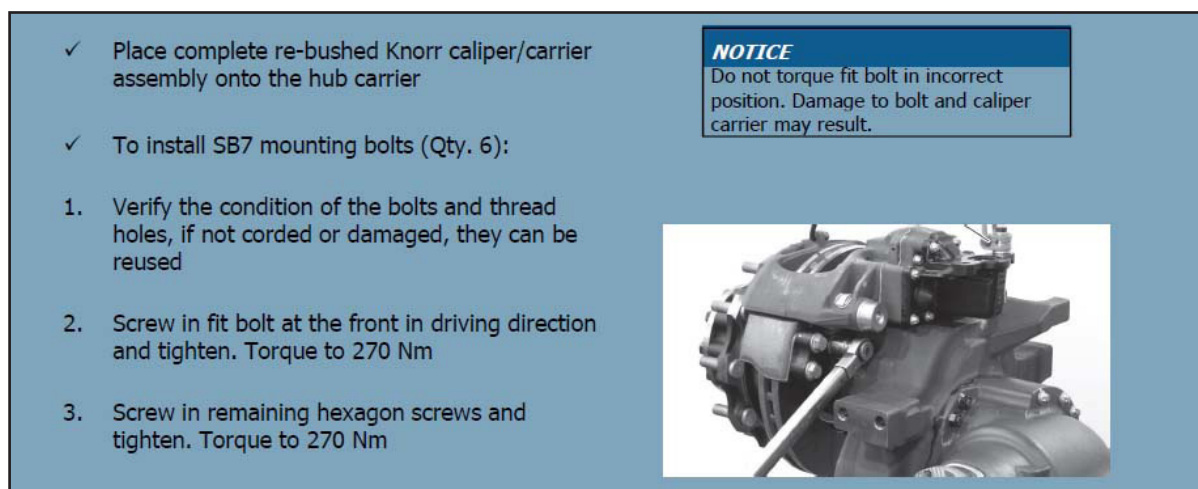 ✓ Place complete re-bushed Knorr caliper/carrier
assembly onto the hub carrier
✓ To install SB7 mounting bolts (Qty. 6):
1. Verify the condition of the bolts and thread
holes, if not corded or damaged, they can be
reused
2. Screw in fit bolt at the front in driving direction
and tighten. Torque to 270 Nm
3. Screw in remaining hexagon screws and
tighten. Torque to 270 Nm
NOTICE
Do not torque fit bolt in incorrect
position. Damage to bolt and caliper
carrier may result.